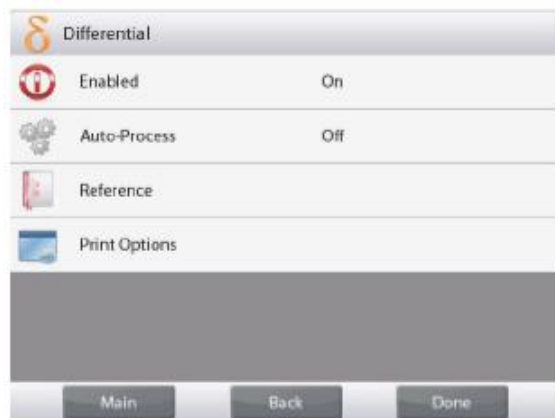 δ Differential
Enabled On
Auto-Process Off
Reference
Print Options
Main Back Done